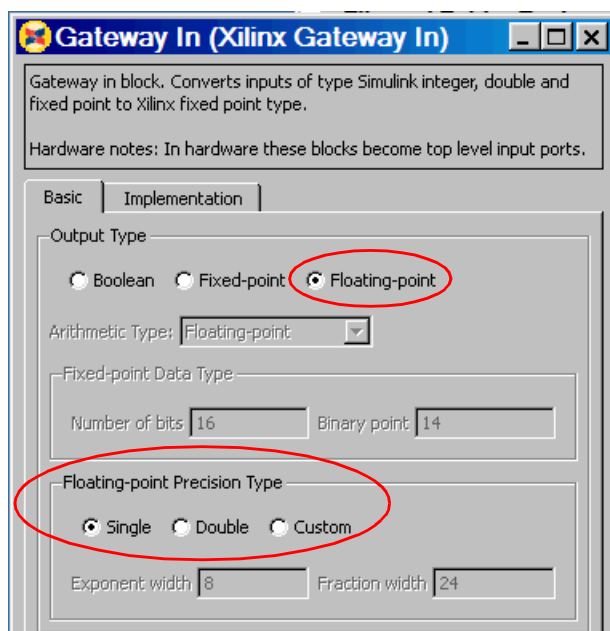 Gateway In (Xilinx Gateway In)
Gateway in block. Converts inputs of type Simulink integer, double and
fixed point to Xilinx fixed point type.
Hardware notes: In hardware these blocks become top level input ports.
Basic Implementation
Output Type
Boolean Fixed-point Floating-point
Arithmetic Type: Floating-point
Fixed-point Data Type
Number of bits 16 Binary point 14
Floating-point Precision Type
Single Double Custom
Exponent width 8 Fraction width 24